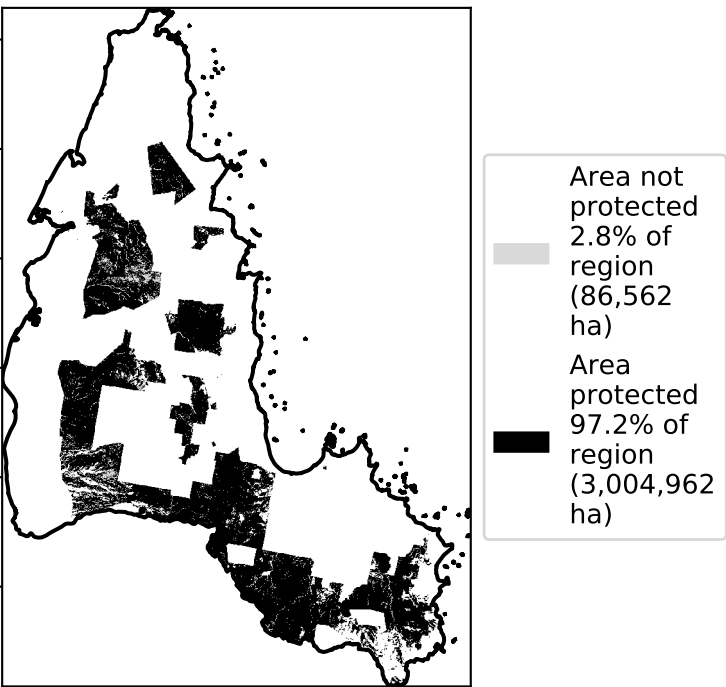 Area not
protected
2.8% of
region
(86,562
ha)
Area
protected
97.2% of
region
(3,004,962
ha)